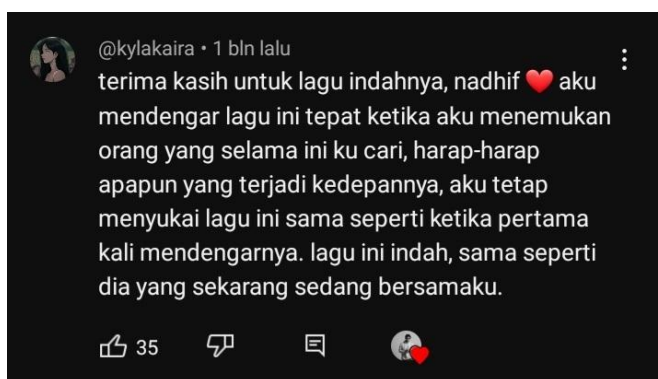 @kylakaira • 1 bln lalu
terima kasih untuk lagu indahnya, nadhif ❤️ aku
mendengar lagu ini tepat ketika aku menemukan
orang yang selama ini ku cari, harap-harap
apapun yang terjadi kedepannya, aku tetap
menyukai lagu ini sama seperti ketika pertama
kali mendengarnya. lagu ini indah, sama seperti
dia yang sekarang sedang bersamaku.
35